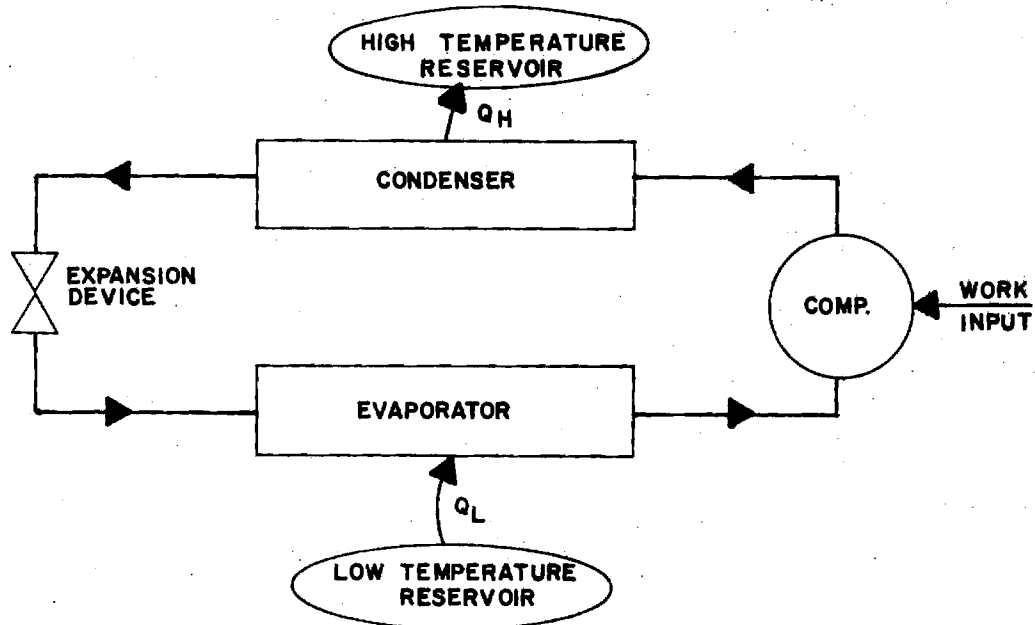 HIGH TEMPERATURE
RESERVOIR
QH
CONDENSER
EXPANSION
DEVICE
COMP.
WORK
INPUT
EVAPORATOR
QL
LOW TEMPERATURE
RESERVOIR